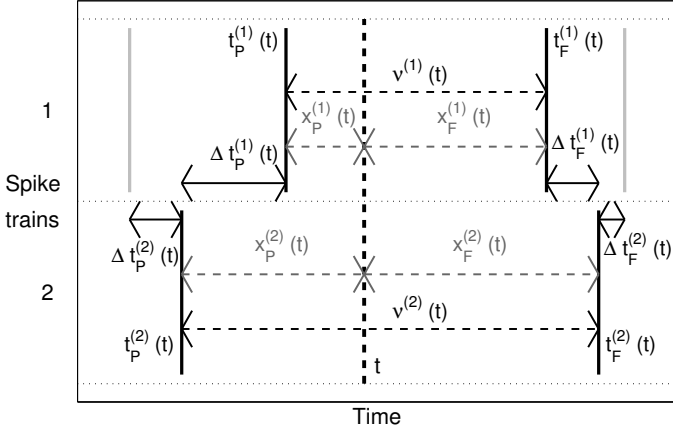 t_P^(1) (t)
t_F^(1) (t)
ν^(1) (t)
1
x_P^(1) (t)
x_F^(1) (t)
Δ t_P^(1) (t)
Δ t_F^(1) (t)
Spike
trains
Δ t_P^(2) (t)
x_P^(2) (t)
x_F^(2) (t)
Δ t_F^(2) (t)
2
ν^(2) (t)
t_P^(2) (t)
t
t_F^(2) (t)
Time